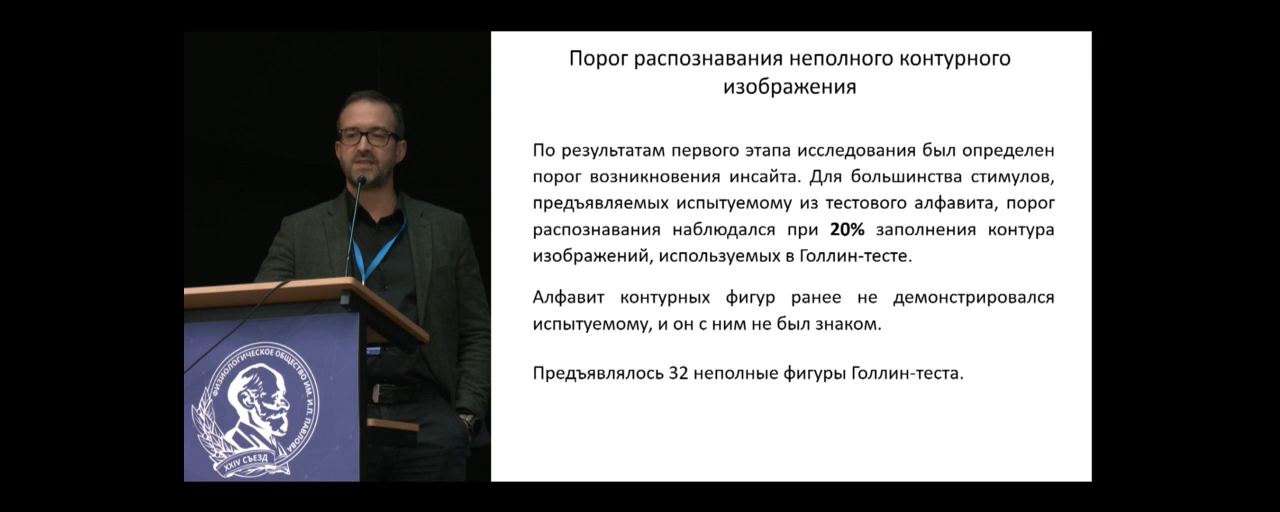 Порог распознавания неполного контурного
изображения
По результатам первого этапа исследования был определен
порог возникновения инсайта. Для большинства стимулов,
предъявляемых испытуемому из тестового алфавита, порог
распознавания наблюдался при 20% заполнения контура
изображений, используемых в Голлин-тесте.
Алфавит контурных фигур ранее не демонстрировался
испытуемому, и он с ним не был знаком.
Предъявлялось 32 неполные фигуры Голлин-теста.
ФИЗИОЛОГИЧЕСКОЕ ОБЩЕСТВО ИМ. И.П. ПАВЛОВА
XXIV СЪЕЗД